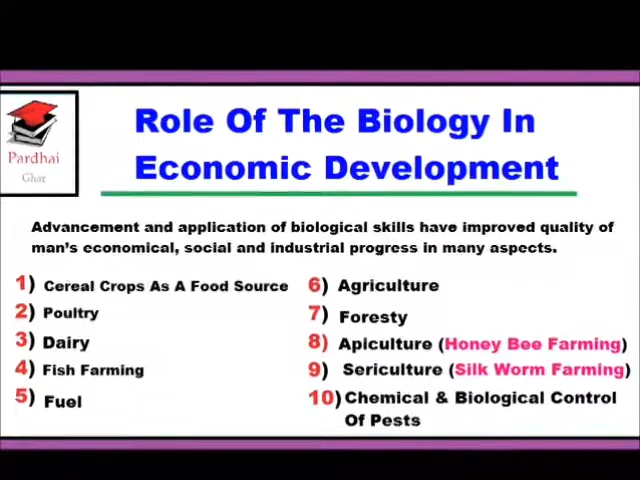 Pardhai
Ghar
Role Of The Biology In
Economic Development
Advancement and application of biological skills have improved quality of
man's economical, social and industrial progress in many aspects.
1) Cereal Crops As A Food Source
2) Poultry
3) Dairy
4) Fish Farming
5) Fuel
6) Agriculture
7) Foresty
8) Apiculture (Honey Bee Farming)
9) Sericulture (Silk Worm Farming)
10) Chemical & Biological Control
Of Pests